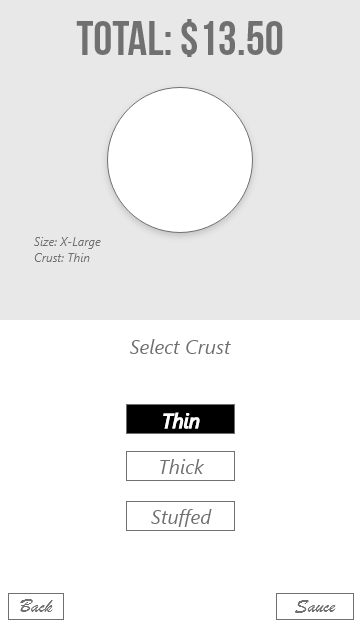 TOTAL: $13.50
Size: X-Large
Crust: Thin
Select Crust
Thin
Thick
Stuffed
Back
Sauce